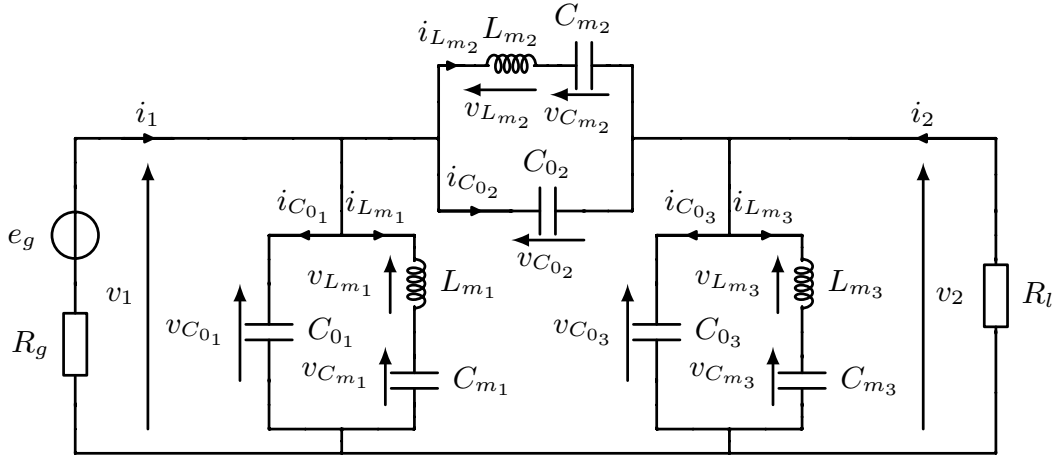 C_{m_2}
i_{L_{m_2}} L_{m_2}
v_{L_{m_2}} v_{C_{m_2}}
i_1 i_2
C_{0_2}
i_{C_{0_2}}
i_{C_{0_1}} i_{L_{m_1}} i_{C_{0_3}} i_{L_{m_3}}
e_g v_{C_{0_2}}
v_1 v_{L_{m_1}} L_{m_1} v_{L_{m_3}} L_{m_3} v_2 R_l
R_g v_{C_{0_1}} C_{0_1} v_{C_{0_3}} C_{0_3}
v_{C_{m_1}} C_{m_1} v_{C_{m_3}} C_{m_3}